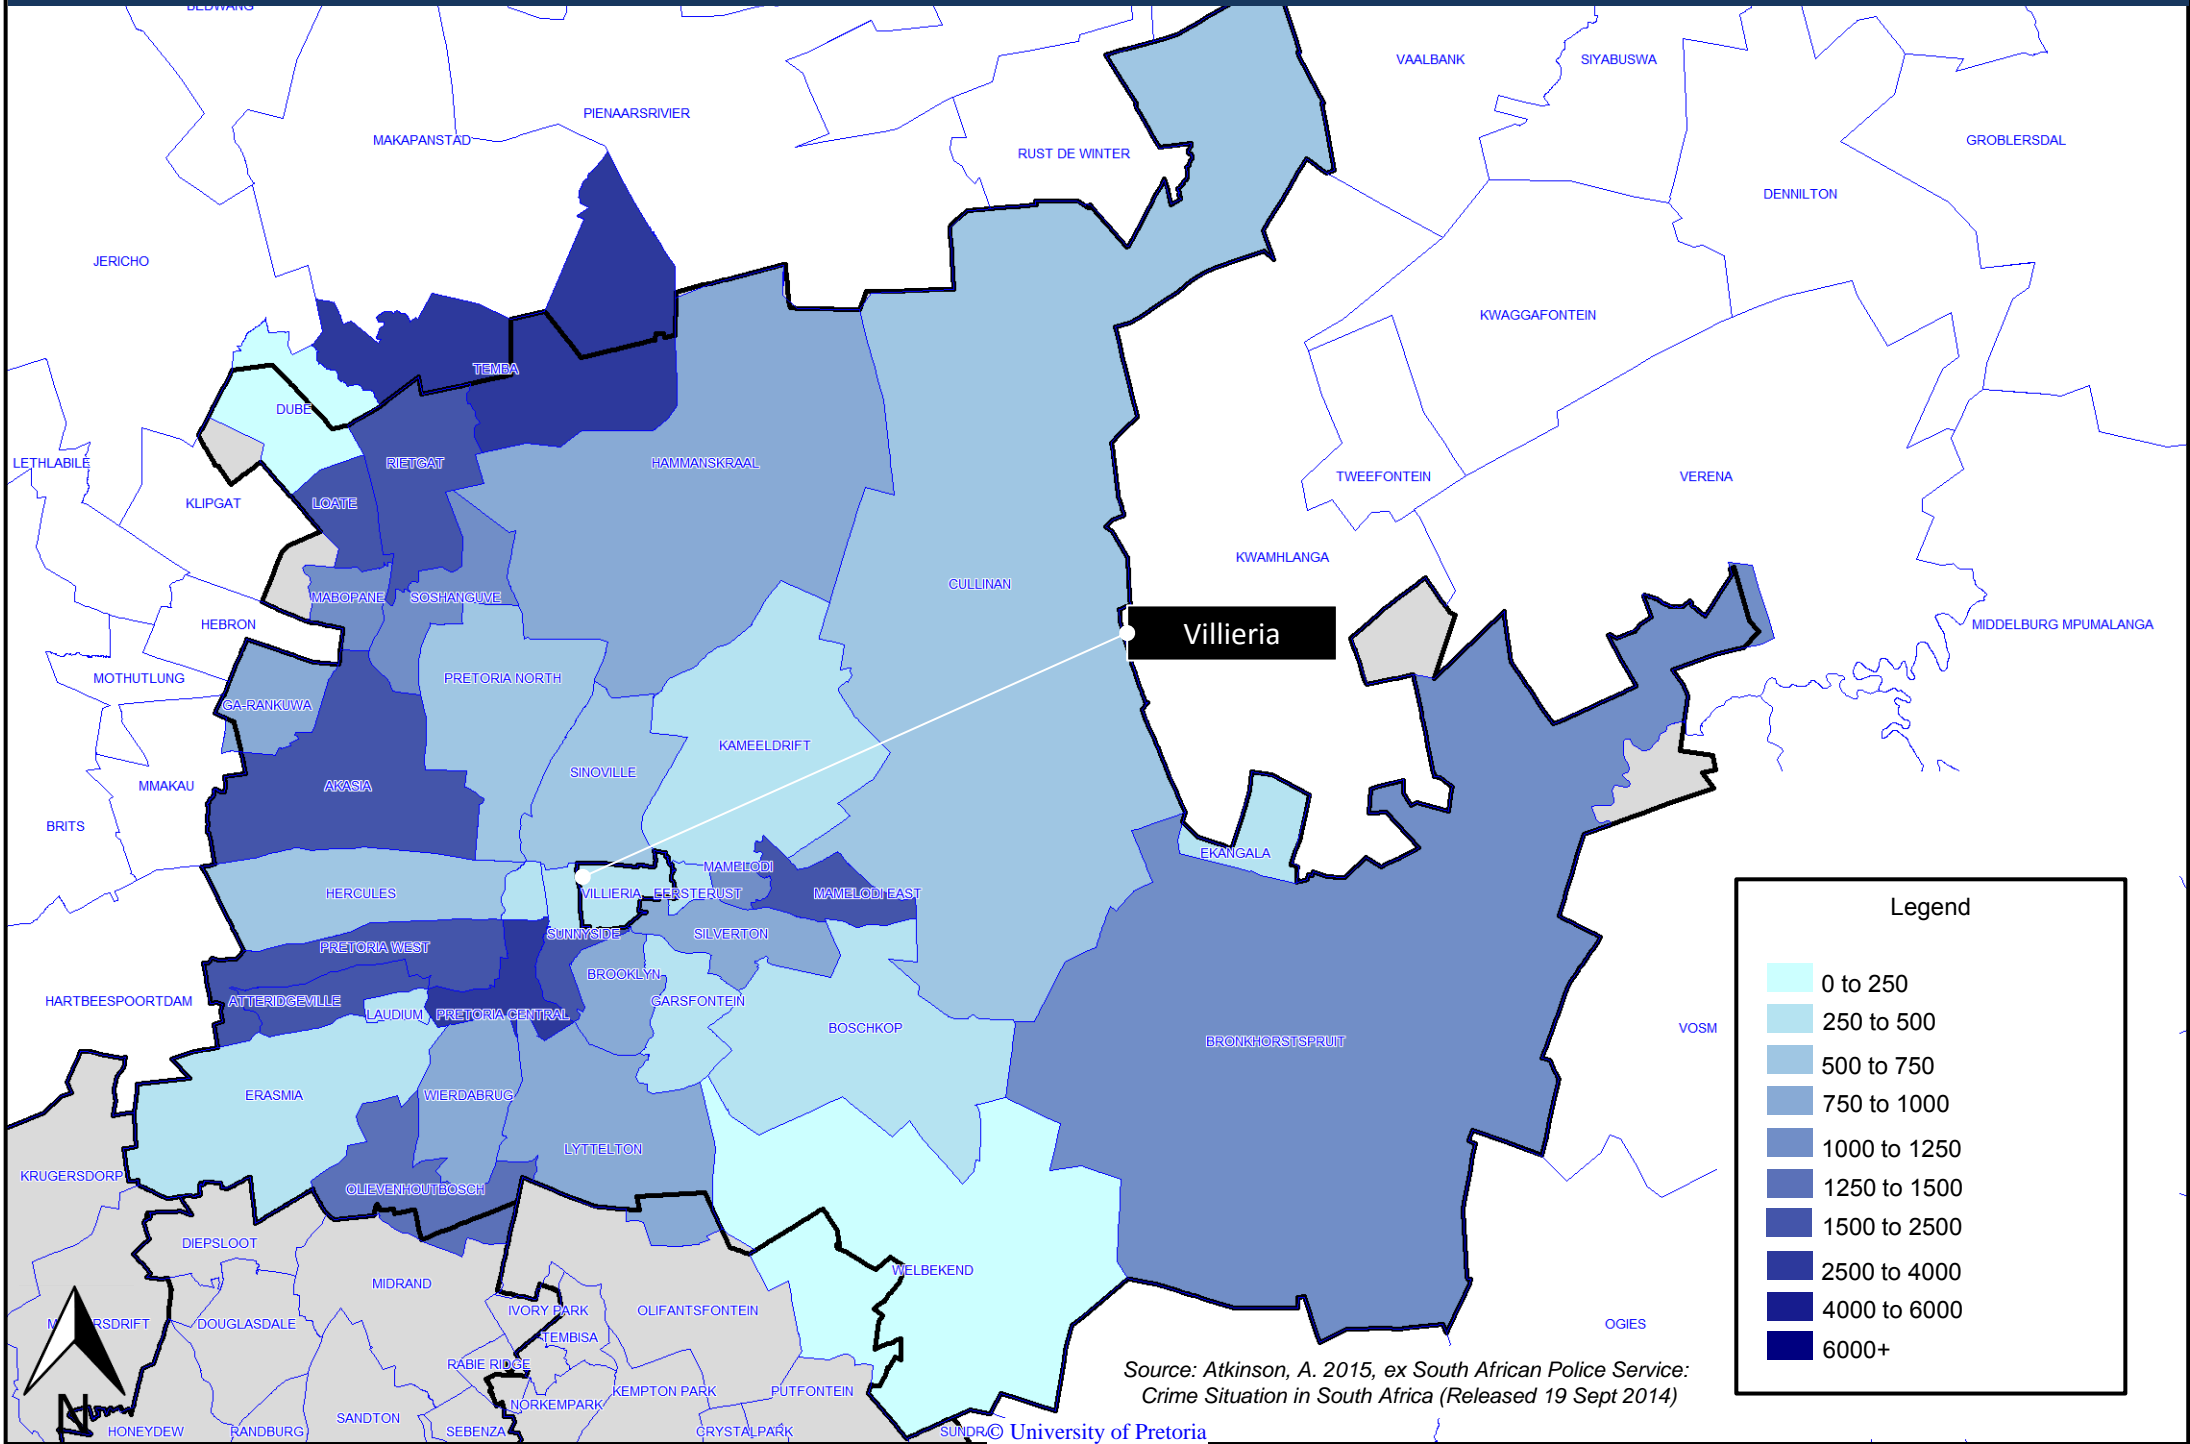 BEDWANG
VAALBANK
SIYABUSWA
PIENAARSRIVIER
MAKAPANSTAD
RUST DE WINTER
GROBLERSDAL
DENNILTON
JERICHO
KWAGGAFONTEIN
TEMBA
DUBE
LETHLABILE
RIETGAT
HAMMANSKRAAL
TWEEFONTEIN
VERENA
KLIPGAT
LOATE
KWAMHLANGA
CULLINAN
MABOPANE
SOSHANGUVE
HEBRON
Villieria
MIDDELBURG MPUMALANGA
MOTHUTLUNG
PRETORIA NORTH
GA-RANKUWA
KAMEELDRIFT
SINOVILLE
MMAKAU
AKASIA
BRITS
EKANGALA
MAMELODI
HERCULES
VILLIERIA
EERSTERUST
MAMELODI EAST
Legend
PRETORIA WEST
SUNNYSIDE
SILVERTON
BROOKLYN
0 to 250
HARTBEESPOORTDAM
ATTERIDGEVILLE
LAUDIUM
PRETORIA CENTRAL
GARSFONTEIN
250 to 500
BOSCHKOP
VOSM
BRONKHORSTSPRUIT
500 to 750
ERASMIA
WIERDABRUG
750 to 1000
LYTTELTON
1000 to 1250
KRUGERSDORP
OLIEVENHOUTBOSCH
1250 to 1500
1500 to 2500
DIEPSLOOT
WELBEKEND
2500 to 4000
MIDRAND
IVORY PARK
OLIFANTSFONTEIN
4000 to 6000
M RSDRIFT
DOUGLASDALE
TEMBISA
OGIES
6000+
RABIE RIDGE
KEMPTON PARK
PUTFONTEIN
Source: Atkinson, A. 2015, ex South African Police Service:
Crime Situation in South Africa (Released 19 Sept 2014)
NORKEMPARK
N
SANDTON
HONEYDEW
RANDBURG
SEBENZA
CRYSTALPARK
SUNDRA
© University of Pretoria